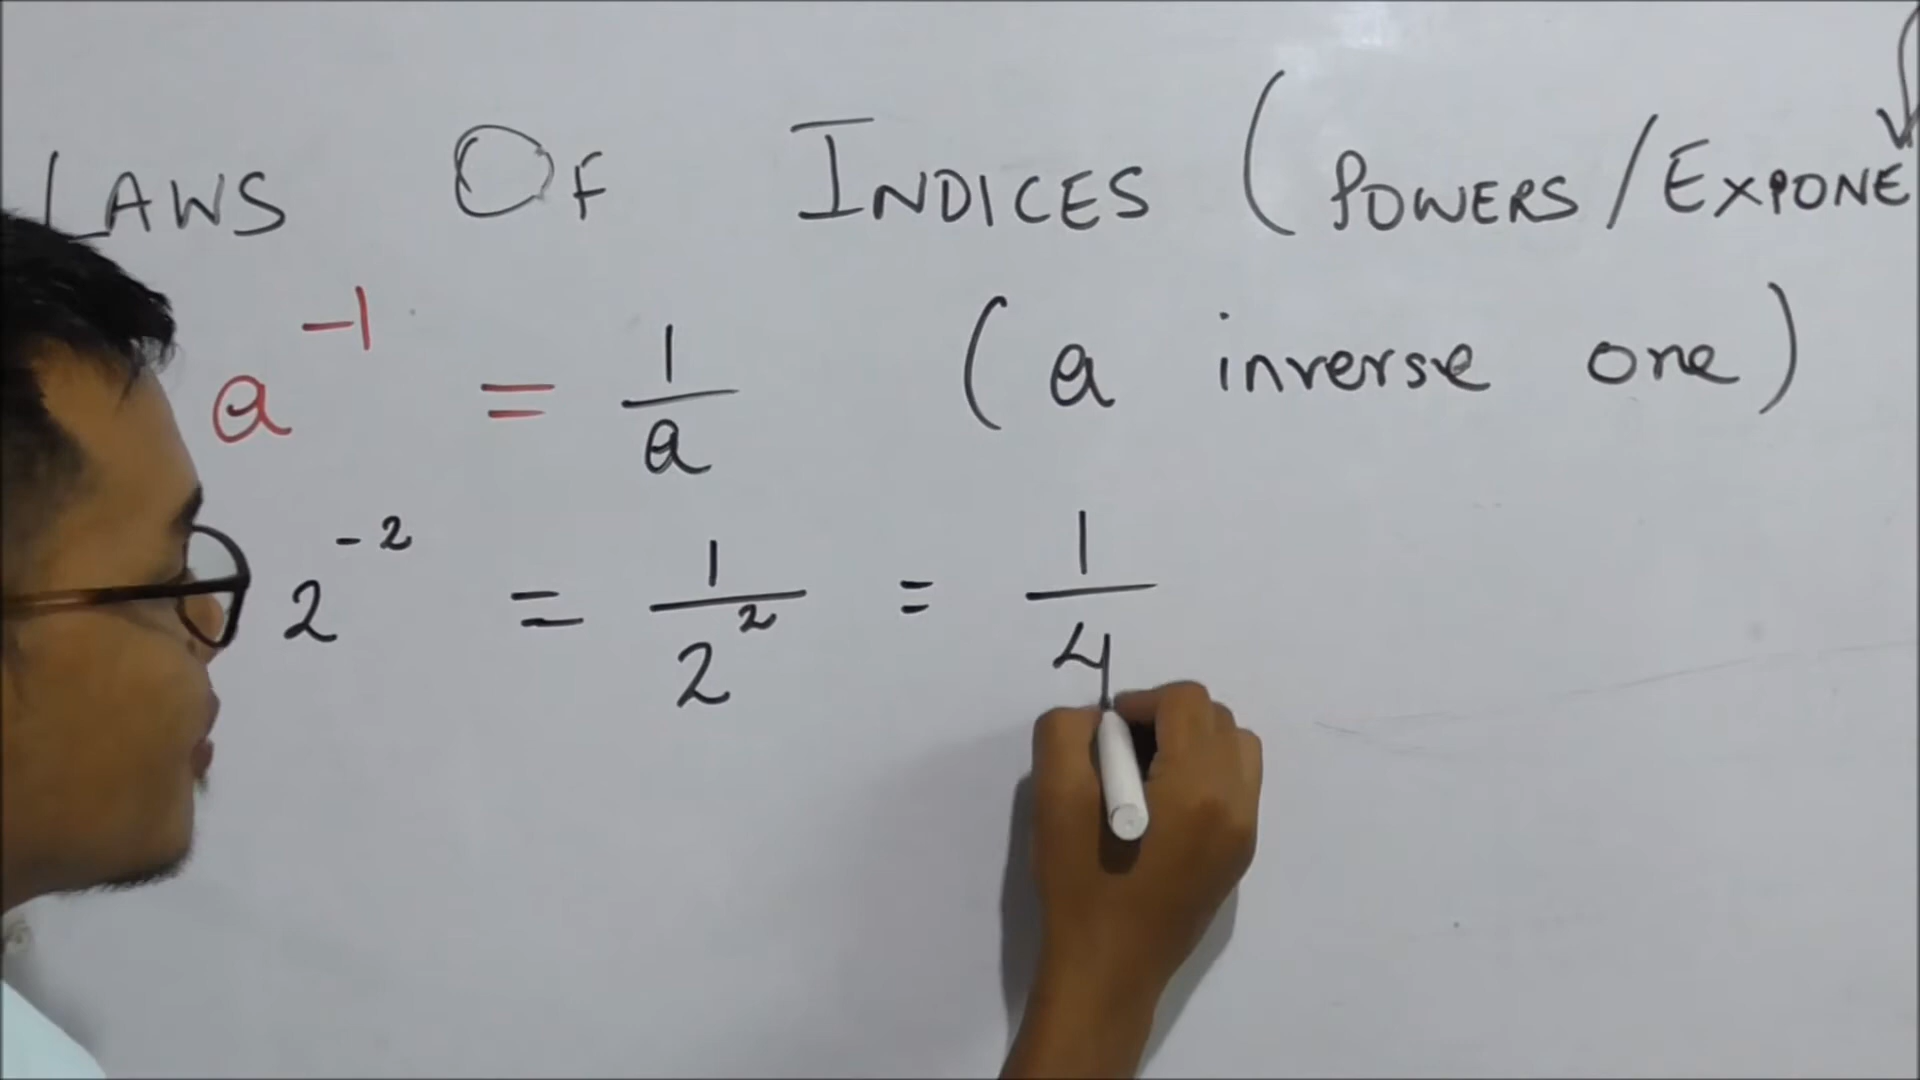 LAWS OF INDICES (POWERS/EXPONE
a⁻¹ = 1/a (a inverse one)
2⁻² = 1/2² = 1/4